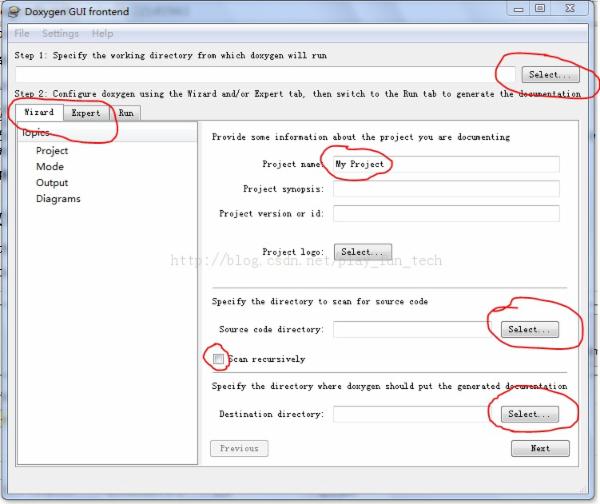 Doxygen GUI frontend
File Settings Help
Step 1: Specify the working directory from which doxygen will run
Select...
Step 2: Configure doxygen using the Wizard and/or Expert tab, then switch to the Run tab to generate the documentation
Wizard Expert Run
Topics
Project
Mode
Output
Diagrams
Provide some information about the project you are documenting
Project name: My Project
Project synopsis:
Project version or id:
Project logo: Select...
http://blog.csdn.net/play_fun_tech
Specify the directory to scan for source code
Source code directory: Select...
Scan recursively
Specify the directory where doxygen should put the generated documentation
Destination directory: Select...
Previous Next